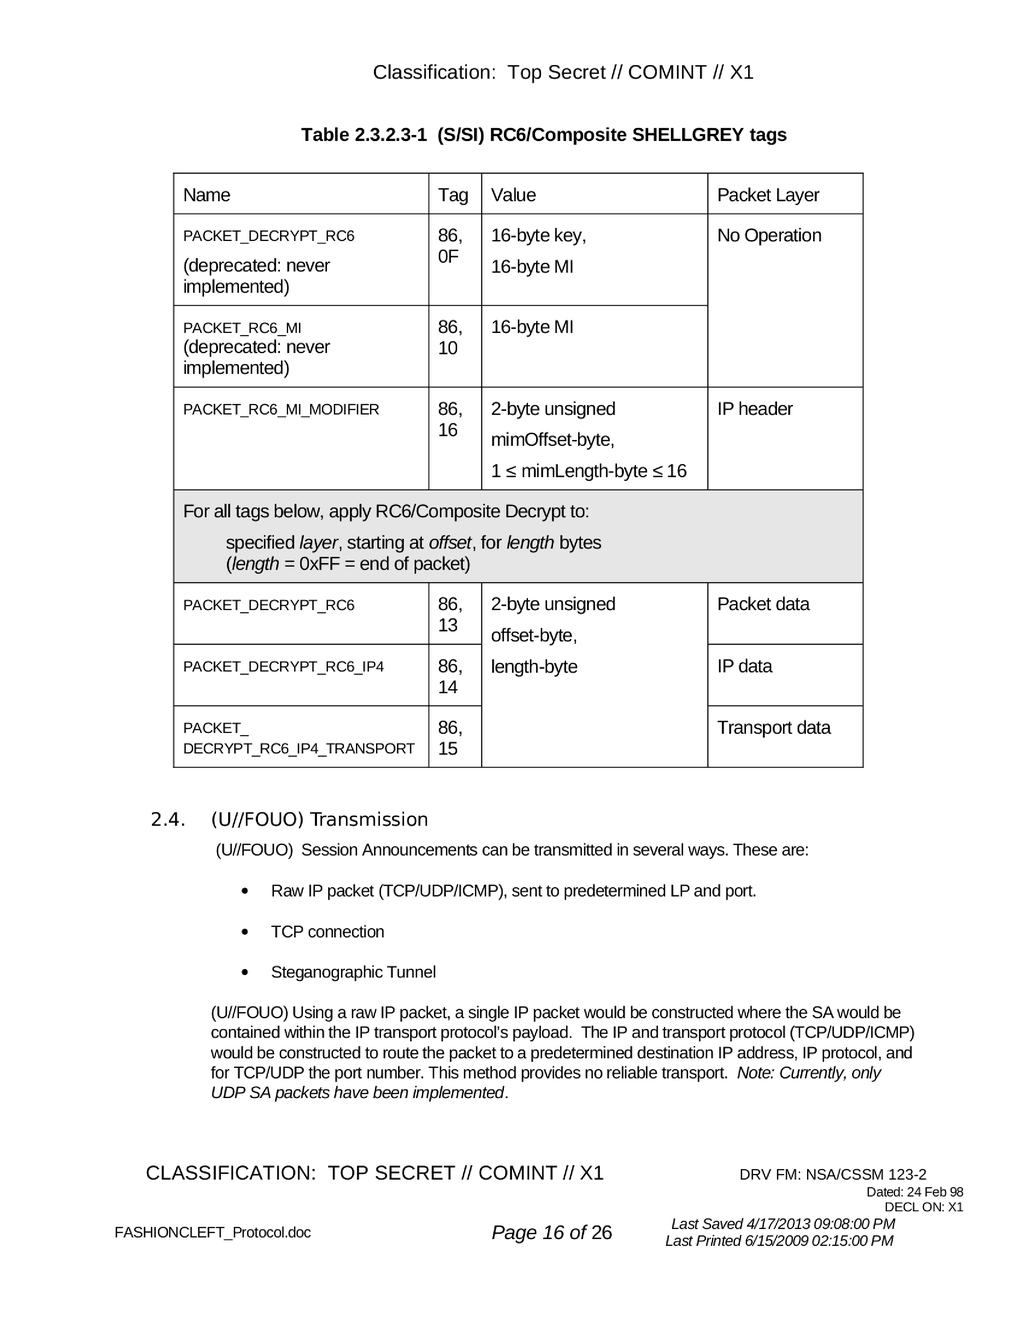 Classification:  Top Secret // COMINT // X1
Table 2.3.2.3-1  (S/SI) RC6/Composite SHELLGREY tags
Name Tag Value Packet Layer
PACKET_DECRYPT_RC6
(deprecated: never
implemented)
86,
0F
16-byte key,
16-byte MI
No Operation
PACKET_RC6_MI
(deprecated: never
implemented)
86,
10
16-byte MI
PACKET_RC6_MI_MODIFIER
86,
16
2-byte unsigned
mimOffset-byte,
1 ≤ mimLength-byte ≤ 16
IP header
For all tags below, apply RC6/Composite Decrypt to:
specified layer, starting at offset, for length bytes
(length = 0xFF = end of packet)
PACKET_DECRYPT_RC6
86,
13
2-byte unsigned
offset-byte,
length-byte
Packet data
PACKET_DECRYPT_RC6_IP4
86,
14
IP data
PACKET_
DECRYPT_RC6_IP4_TRANSPORT
86,
15
Transport data
2.4. (U//FOUO) Transmission
(U//FOUO)  Session Announcements can be transmitted in several ways. These are:
• Raw IP packet (TCP/UDP/ICMP), sent to predetermined LP and port.
• TCP connection
• Steganographic Tunnel
(U//FOUO) Using a raw IP packet, a single IP packet would be constructed where the SA would be
contained within the IP transport protocol's payload.  The IP and transport protocol (TCP/UDP/ICMP)
would be constructed to route the packet to a predetermined destination IP address, IP protocol, and
for TCP/UDP the port number. This method provides no reliable transport.  Note: Currently, only
UDP SA packets have been implemented.
CLASSIFICATION:  TOP SECRET // COMINT // X1
DRV FM: NSA/CSSM 123-2
Dated: 24 Feb 98
DECL ON: X1
FASHIONCLEFT_Protocol.doc
Page 16 of 26
Last Saved 4/17/2013 09:08:00 PM
Last Printed 6/15/2009 02:15:00 PM